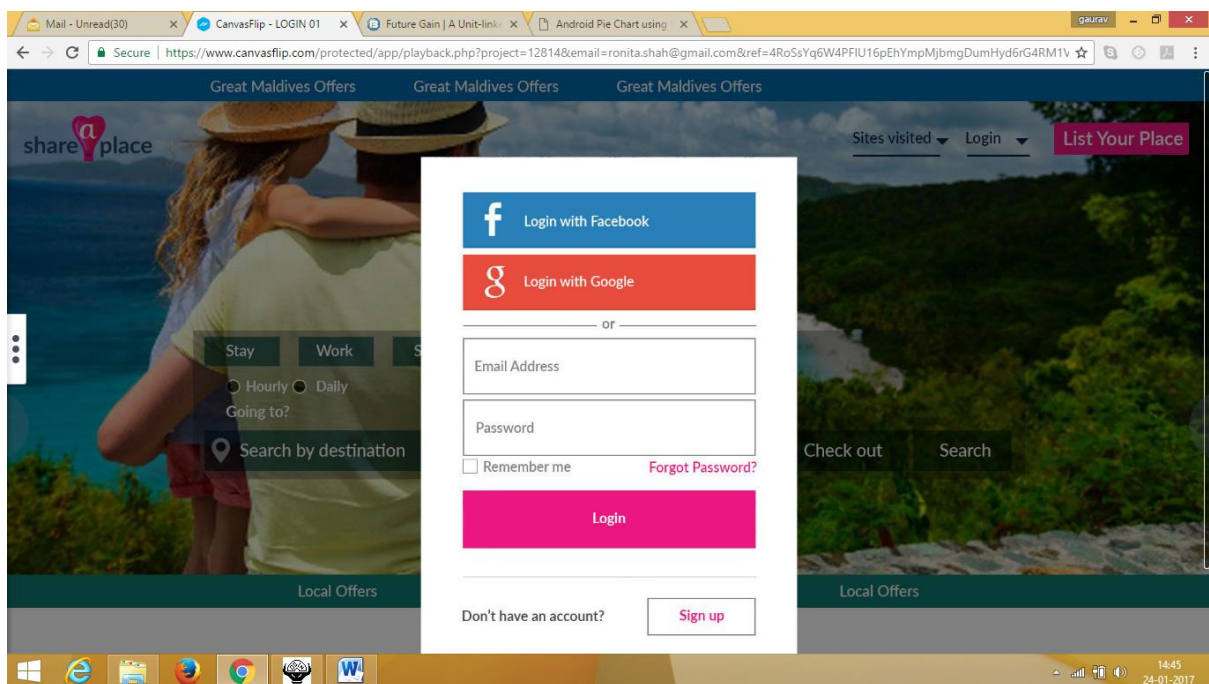 Mail - Unread(30)
CanvasFlip - LOGIN 01
Future Gain | A Unit-linke
Android Pie Chart using
gaurav
Secure
https://www.canvasflip.com/protected/app/playback.php?project=12814&email=ronita.shah@gmail.com&ref=4RoSsYq6W4PFIU16pEhYmpMjbmgDumHyd6rG4RM1V
Great Maldives Offers Great Maldives Offers Great Maldives Offers
share a place
Sites visited Login List Your Place
Login with Facebook
Login with Google
or
Email Address
Password
Remember me Forgot Password?
Login
Don't have an account? Sign up
Stay Work S
Hourly Daily
Going to?
Search by destination
Check out Search
Local Offers Local Offers
14:45
24-01-2017